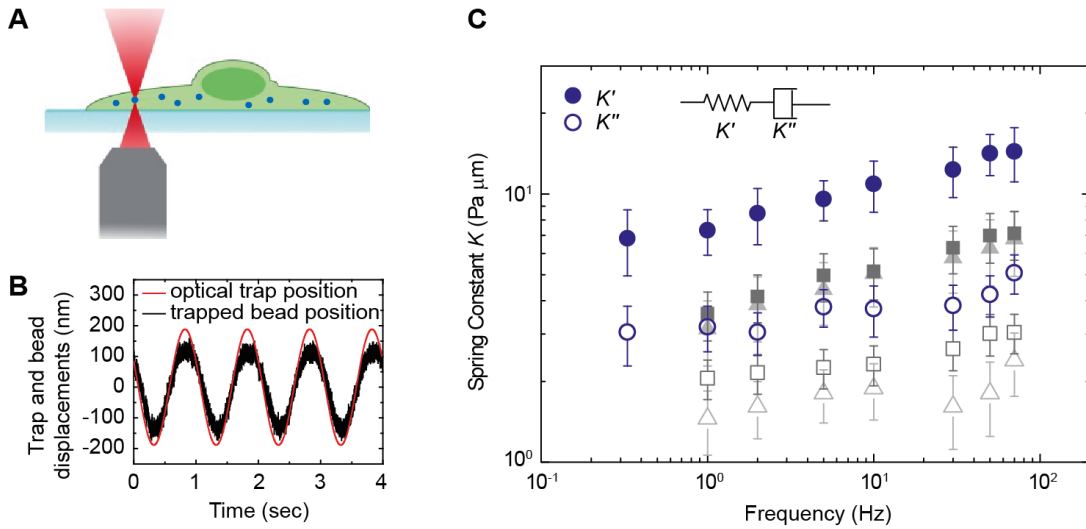 A
B
Trap and bead
displacements (nm)
300
200
100
0
-100
-200
optical trap position
trapped bead position
0
1
2
3
4
Time (sec)
C
Spring Constant K (Pa μm)
10¹
10⁰
K'
K"
K'
K"
10⁻¹
10⁰
10¹
10²
Frequency (Hz)